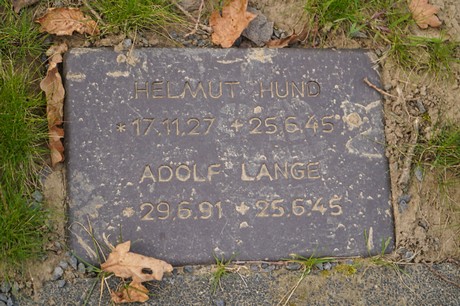 HELMUT HUND
*17.11.27 +25.6.45
ADOLF LANGE
*29.6.91 +25.6.45